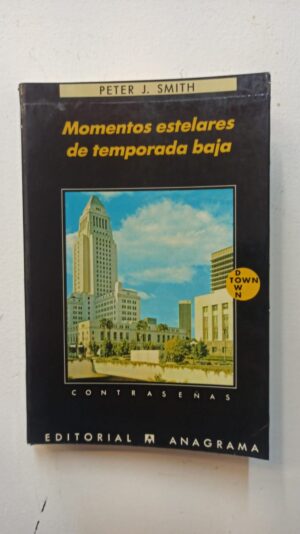 PETER J. SMITH
Momentos estelares
de temporada baja
DOWN
TOWN
CONTRASEÑAS
EDITORIAL ANAGRAMA